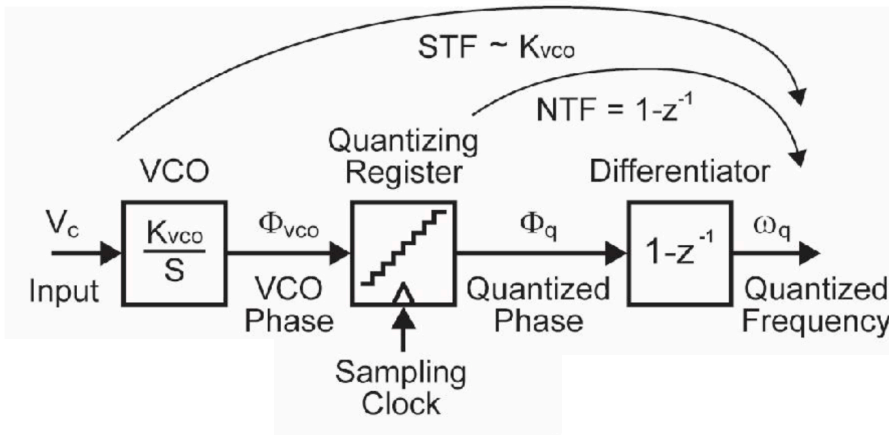 STF ~ Kvco
NTF = 1-z⁻¹
Quantizing
Register
VCO
Differentiator
Vc
Kvco
S
Φvco
Φq
1-z⁻¹
ωq
Input
VCO
Phase
Quantized
Phase
Quantized
Frequency
Sampling
Clock